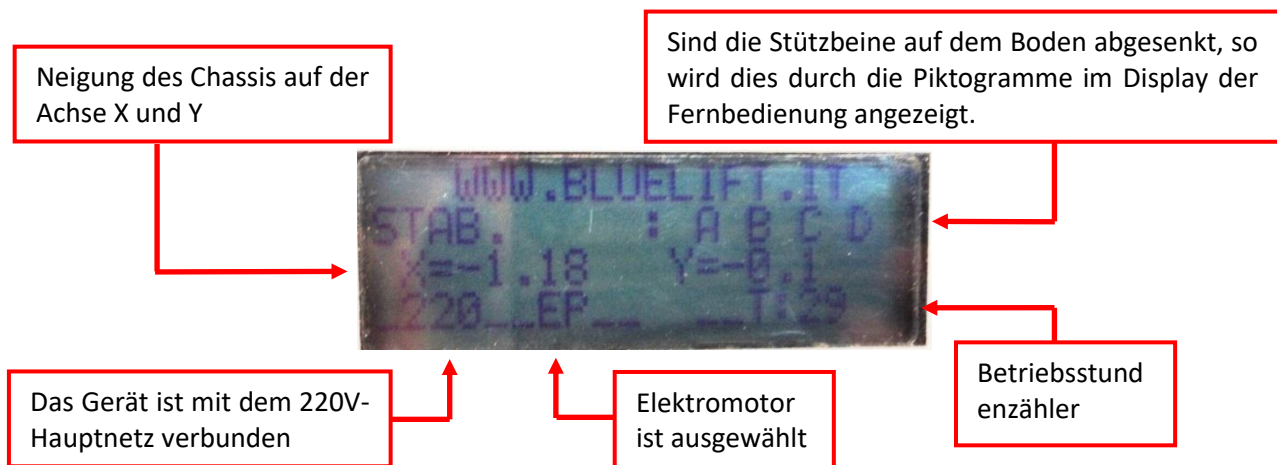 Neigung des Chassis auf der
Achse X und Y
Sind die Stützbeine auf dem Boden abgesenkt, so
wird dies durch die Piktogramme im Display der
Fernbedienung angezeigt.
WWW.BLUELIFT.IT
STAB. : A B C D
X=-1.18 Y=-0.1
_220__EP__ __T:29
Das Gerät ist mit dem 220V-
Hauptnetz verbunden
Elektromotor
ist ausgewählt
Betriebsstund
enzähler